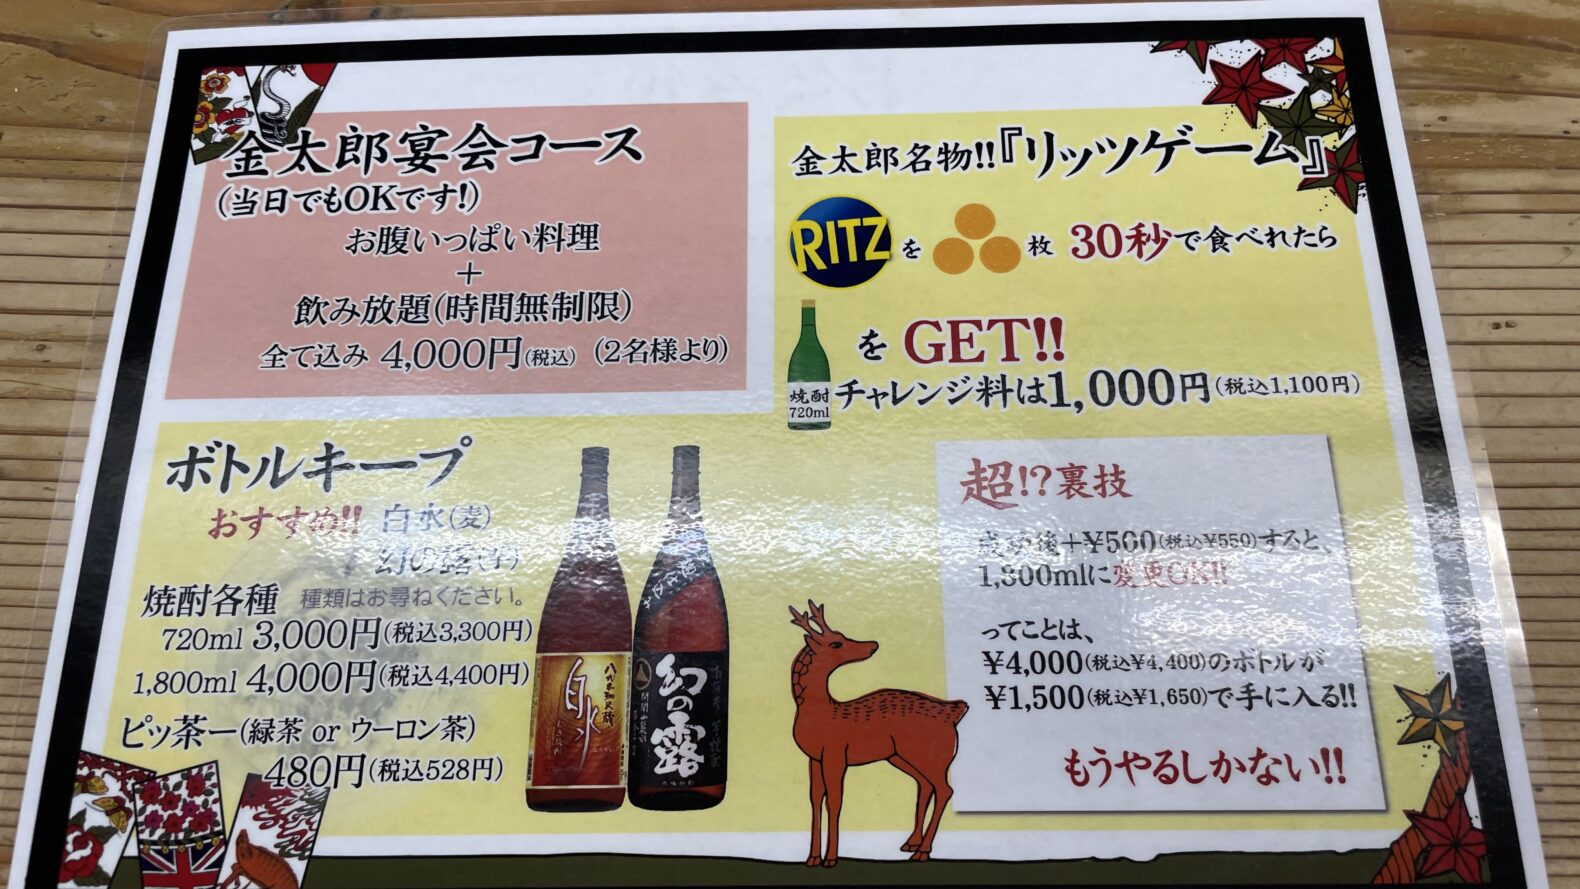 金太郎宴会コース
(当日でもOKです!)
お腹いっぱい料理
+
飲み放題(時間無制限)
全て込み 4,000円(税込) (2名様より)
金太郎名物!!『リッツゲーム』
RITZ を 枚 30秒で食べれたら
を GET!!
焼酎
720ml
チャレンジ料は1,000円(税込1,100円)
ボトルキープ
おすすめ!! 白水(麦)
幻の露(芋)
焼酎各種 種類はお尋ねください。
720ml 3,000円(税込3,300円)
1,800ml 4,000円(税込4,400円)
ピッ茶ー(緑茶 or ウーロン茶)
480円(税込528円)
白水
幻の露
超!?裏技
成功後+¥500(税込¥550)すると、
1,800mlに変更OK!!
ってことは、
¥4,000(税込¥4,400)のボトルが
¥1,500(税込¥1,650)で手に入る!!
もうやるしかない!!